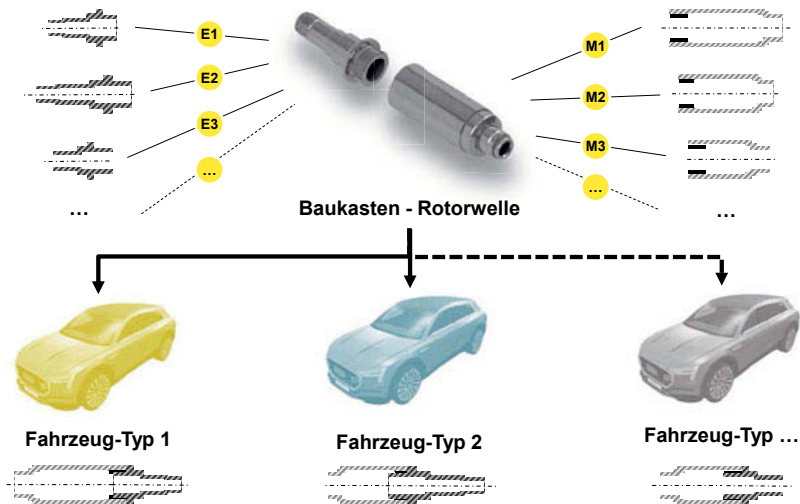 E1
E2
E3
...
...
M1
M2
M3
...
...
Baukasten - Rotorwelle
Fahrzeug-Typ 1
Fahrzeug-Typ 2
Fahrzeug-Typ ...